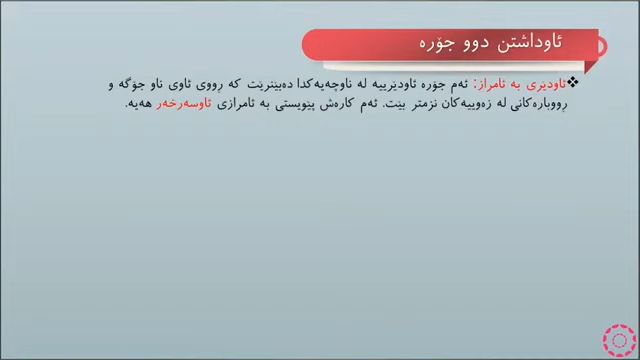 ئاوداشتن دوو جۆرە
❖ئاودێری بە ئامراز: ئەم جۆرە ئاودێرییە لە ناوچەیەکدا دەبینرێت کە ڕووی ئاوی ناو جۆگە و
ڕووبارەکانی لە زەوییەکان نزمتر بێت. ئەم کارەش پێویستی بە ئامرازی ئاوسەرخەر هەیە.